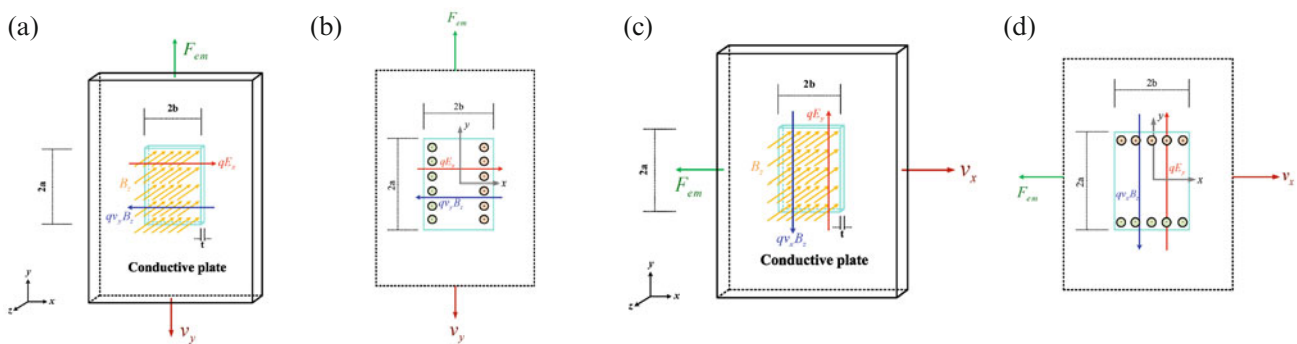 (a)
F_em
2b
qE_x
2a
B_z
qv_yB_z
t
Conductive plate
y
z
x
v_y
(b)
F_em
2b
y
2a
qE_x
x
qv_yB_z
v_y
(c)
2b
qE_y
2a
B_z
F_em
v_x
qv_xB_z
t
Conductive plate
y
z
x
(d)
2b
y
2a
qE_y
x
F_em
v_x